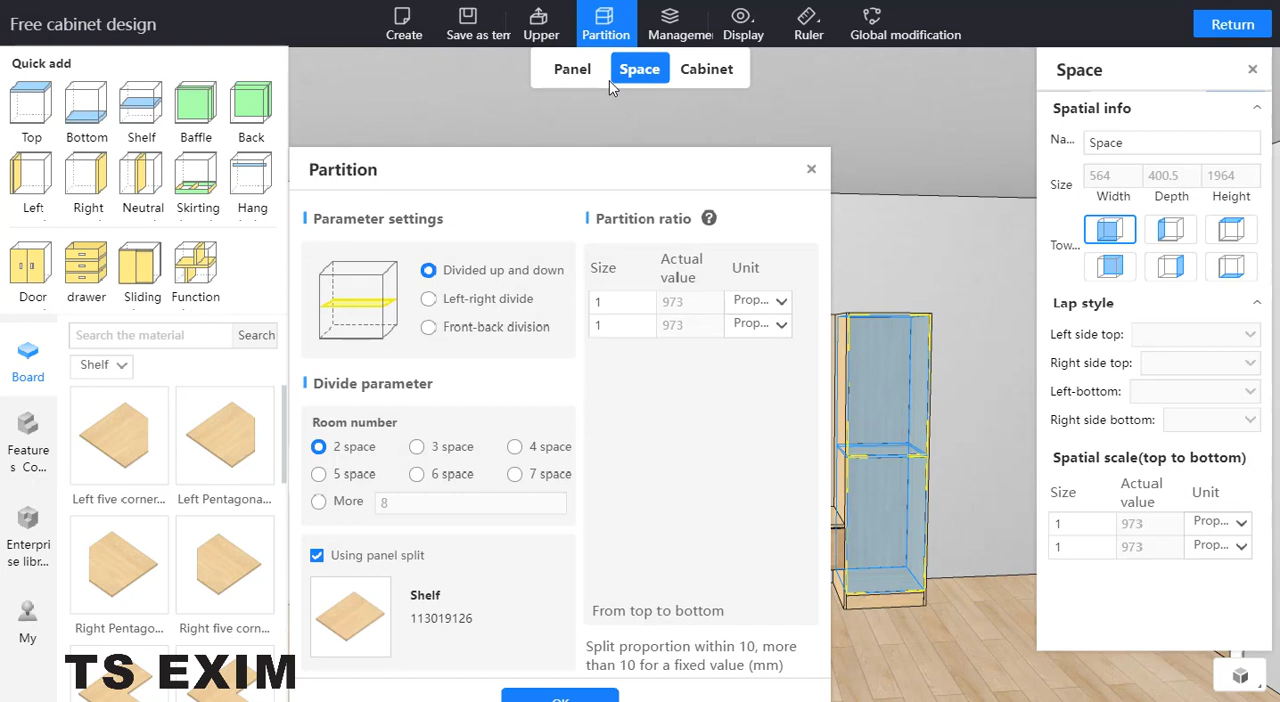 Free cabinet design
Create
Save as ten
Upper
Partition
Manageme
Display
Ruler
Global modification
Return
Quick add
Top
Bottom
Shelf
Baffle
Back
Left
Right
Neutral
Skirting
Hang
Door
drawer
Sliding
Function
Search the material
Search
Board
Feature
s Co...
Enterpri
se libr...
My
Shelf
Left five corner...
Left Pentagona...
Right Pentago...
Right five corn...
TS EXIM
Panel
Space
Cabinet
Partition
Parameter settings
Divided up and down
Left-right divide
Front-back division
Divide parameter
Room number
2 space
3 space
4 space
5 space
6 space
7 space
More
8
Using panel split
Shelf
113019126
Partition ratio ?
Size Actual value Unit
1 973 Prop...
1 973 Prop...
From top to bottom
Split proportion within 10, more
than 10 for a fixed value (mm)
OK
Space
Spatial info
Na... Space
Size 564 400.5 1964
Width Depth Height
Tow...
Lap style
Left side top:
Right side top:
Left-bottom:
Right side bottom:
Spatial scale(top to bottom)
Size Actual value Unit
1 973 Prop...
1 973 Prop...